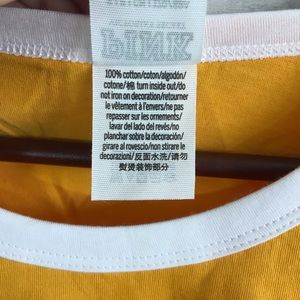 PINK
100% cotton/coton/algodón/
cotone/棉 turn inside out/do
not iron on decoration/retourner
le vêtement à l'envers/ne pas
repasser sur les ornements/
lavar del lado del revés/no
planchar sobre la decoración/
girare al rovescio/non stirare le
decorazioni/反面水洗/请勿
熨烫装饰部分